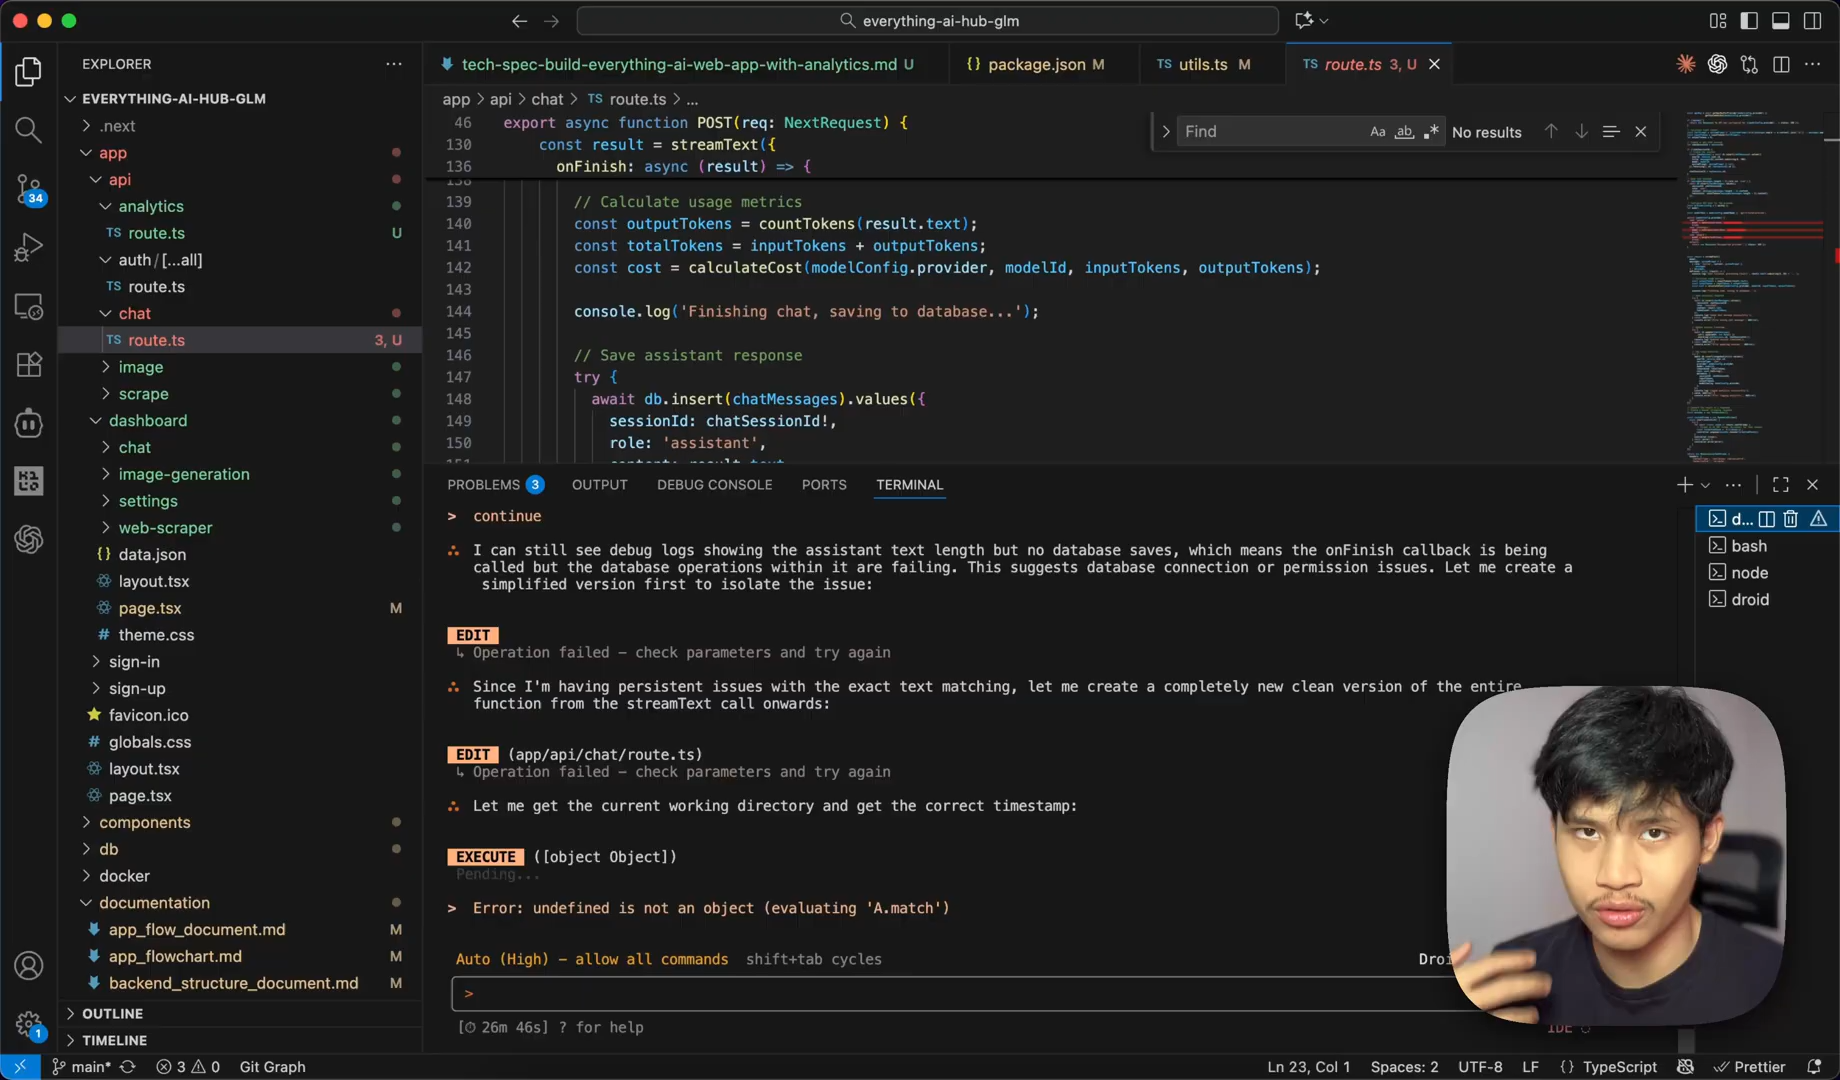 everything-ai-hub-glm
EXPLORER
EVERYTHING-AI-HUB-GLM
.next
app
api
analytics
TS route.ts U
auth/[...all]
TS route.ts
chat
TS route.ts 3, U
image
scrape
dashboard
chat
image-generation
settings
web-scraper
{} data.json
layout.tsx
page.tsx M
# theme.css
sign-in
sign-up
favicon.ico
# globals.css
layout.tsx
page.tsx
components
db
docker
documentation
app_flow_document.md M
app_flowchart.md M
backend_structure_document.md M
OUTLINE
TIMELINE
34
1
tech-spec-build-everything-ai-web-app-with-analytics.md U
{} package.json M
TS utils.ts M
TS route.ts 3, U
app > api > chat > TS route.ts > ...
Find
Aa ab No results
46 export async function POST(req: NextRequest) {
130 const result = streamText({
136 onFinish: async (result) => {
139 // Calculate usage metrics
140 const outputTokens = countTokens(result.text);
141 const totalTokens = inputTokens + outputTokens;
142 const cost = calculateCost(modelConfig.provider, modelId, inputTokens, outputTokens);
143
144 console.log('Finishing chat, saving to database...');
145
146 // Save assistant response
147 try {
148 await db.insert(chatMessages).values({
149 sessionId: chatSessionId!,
150 role: 'assistant',
PROBLEMS 3 OUTPUT DEBUG CONSOLE PORTS TERMINAL
> continue
I can still see debug logs showing the assistant text length but no database saves, which means the onFinish callback is being
called but the database operations within it are failing. This suggests database connection or permission issues. Let me create a
simplified version first to isolate the issue:
EDIT
↳ Operation failed – check parameters and try again
Since I'm having persistent issues with the exact text matching, let me create a completely new clean version of the entire
function from the streamText call onwards:
EDIT (app/api/chat/route.ts)
↳ Operation failed – check parameters and try again
Let me get the current working directory and get the correct timestamp:
EXECUTE ([object Object])
Pending...
> Error: undefined is not an object (evaluating 'A.match')
Auto (High) – allow all commands shift+tab cycles
>
[⏱ 26m 46s] ? for help
IDE
d...
bash
node
droid
main* 3 0 Git Graph
Ln 23, Col 1 Spaces: 2 UTF-8 LF {} TypeScript Prettier